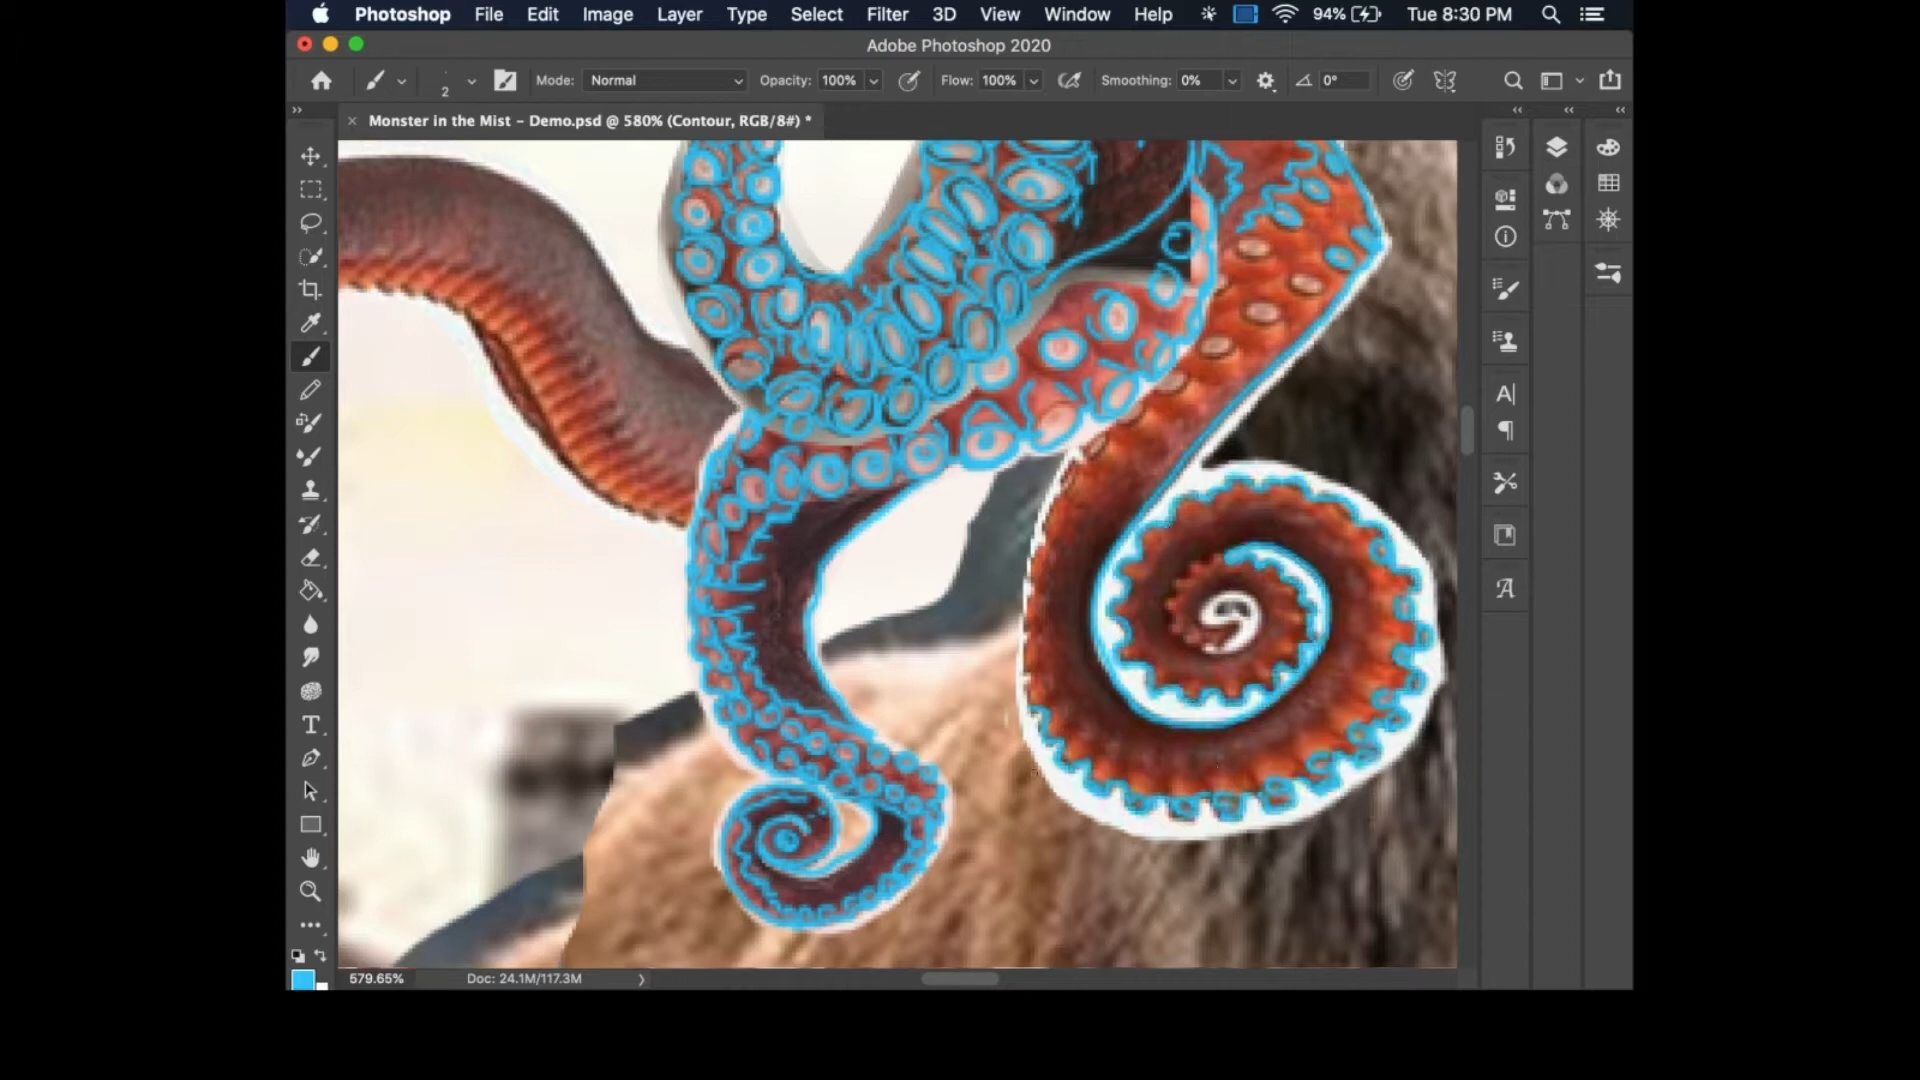 Photoshop File Edit Image Layer Type Select Filter 3D View Window Help 94% Tue 8:30 PM
Adobe Photoshop 2020
2 Mode: Normal Opacity: 100% Flow: 100% Smoothing: 0% 0°
× Monster in the Mist – Demo.psd @ 580% (Contour, RGB/8#) *
579.65% Doc: 24.1M/117.3M